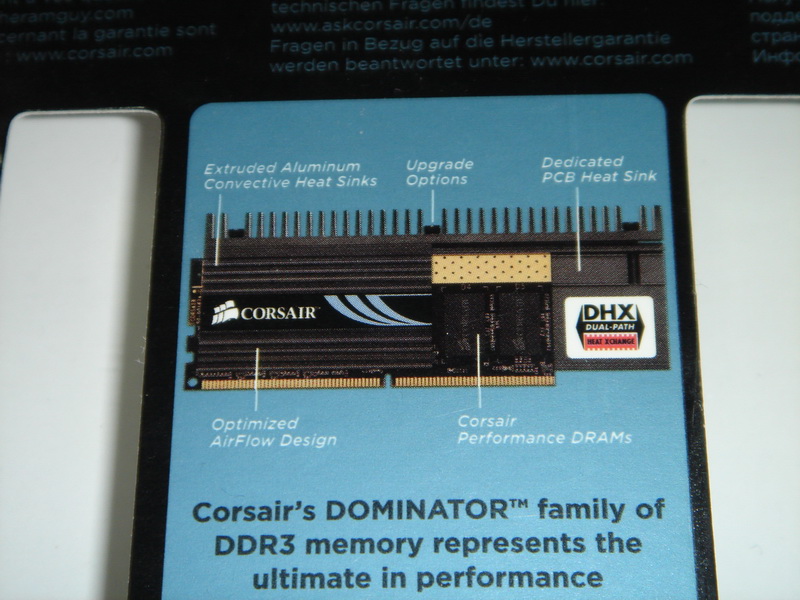 technischen Fragen findest Du hier:
www.askcorsair.com/de
Fragen in Bezug auf die Herstellergarantie
werden beantwortet unter: www.corsair.com
theramguy.com
cernant la garantie sont
: www.corsair.com
Extruded Aluminum
Convective Heat Sinks
Upgrade
Options
Dedicated
PCB Heat Sink
CORSAIR
DHX
DUAL-PATH
HEAT XCHANGE
Optimized
AirFlow Design
Corsair
Performance DRAMs
Corsair's DOMINATOR™ family of
DDR3 memory represents the
ultimate in performance